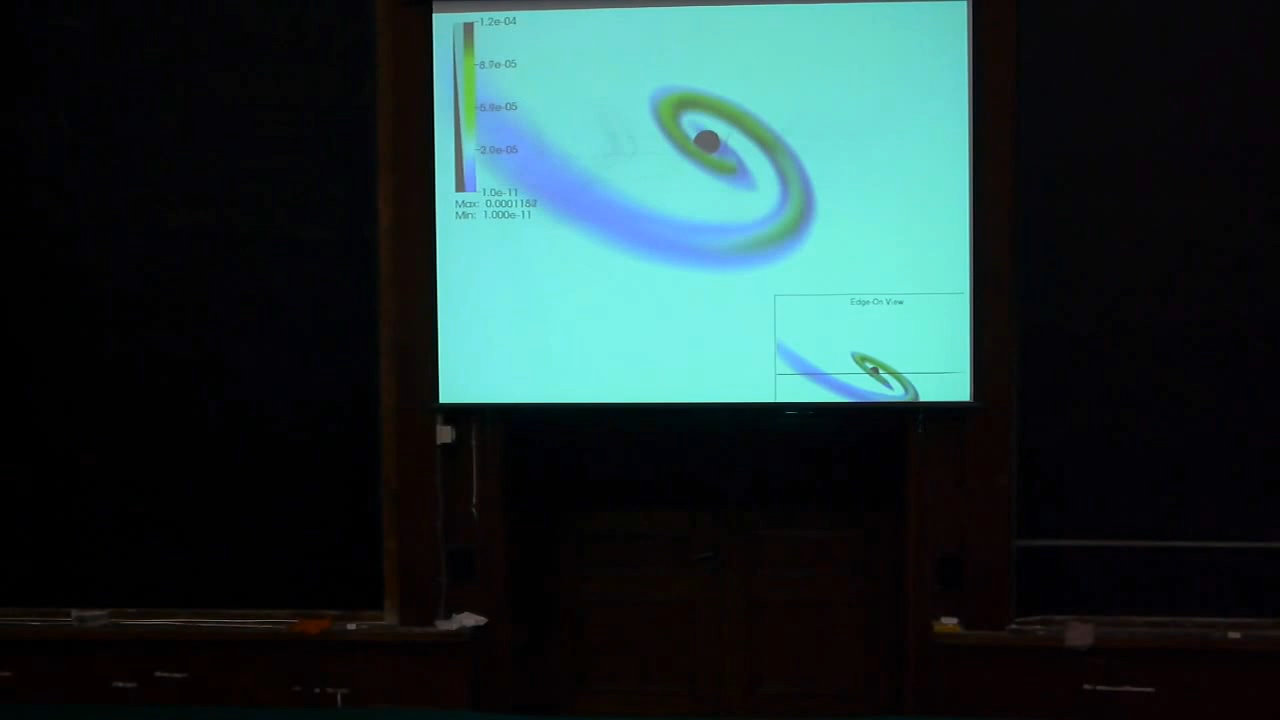 1.2e-04
8.9e-05
5.9e-05
2.0e-05
1.0e-11
Max: 0.0001182
Min: 1.000e-11
Edge-On View